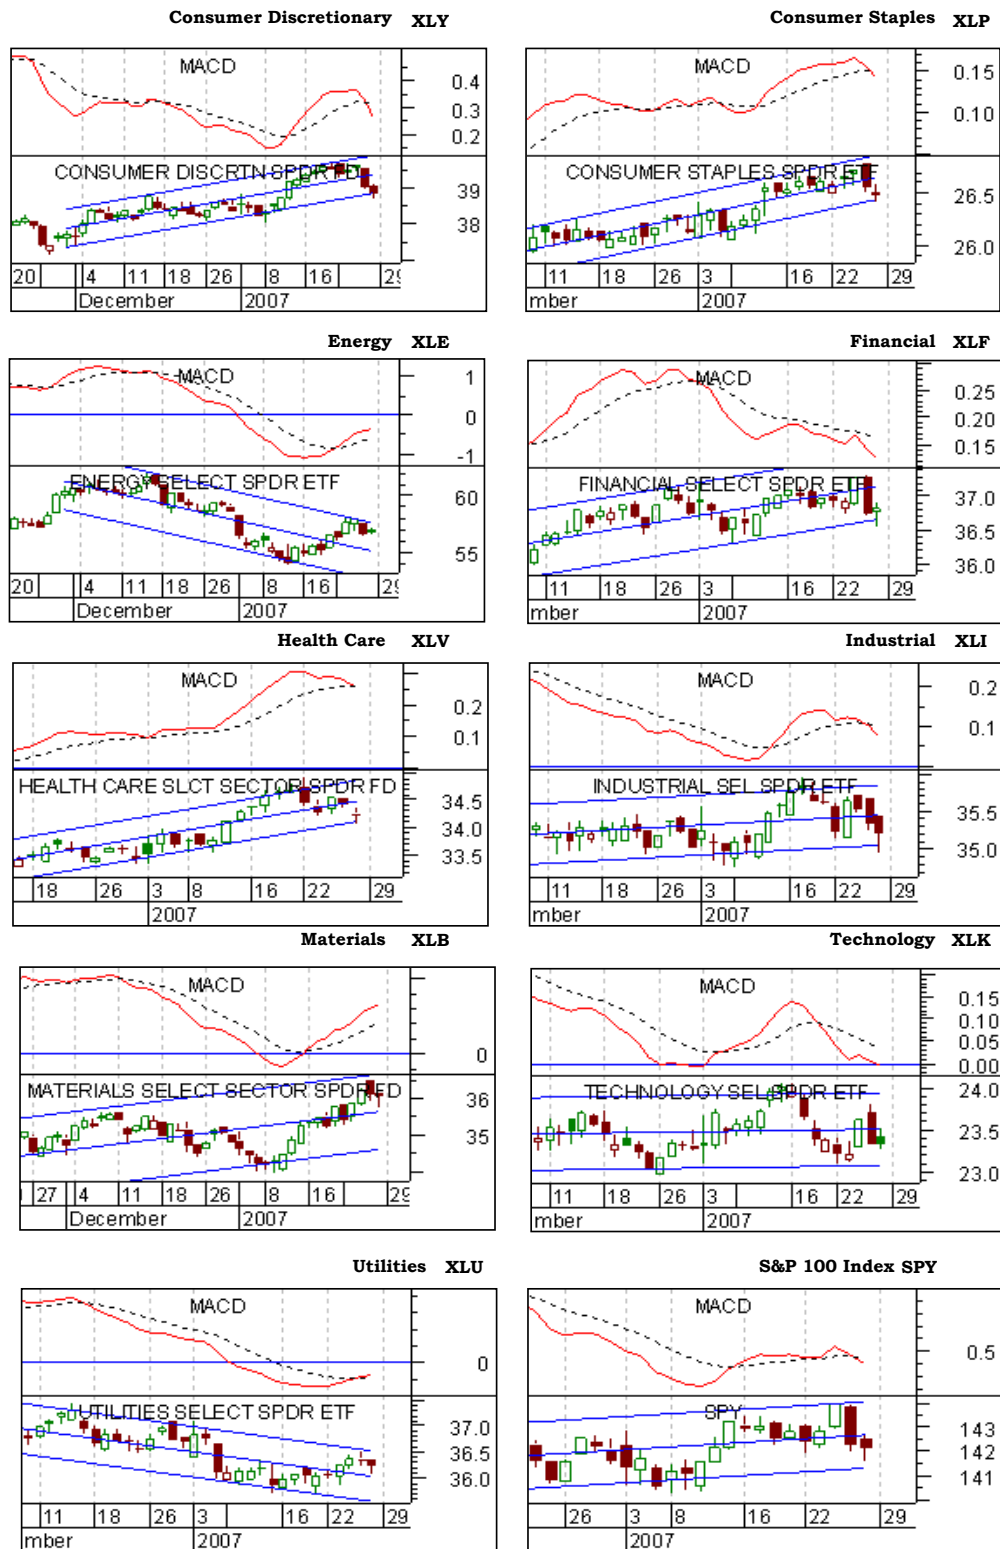 Consumer Discretionary XLY
MACD
0.4
0.3
0.2
CONSUMER DISCRTN SPDR FD
39
38
20 4 11 18 26 8 16 29
December 2007
Consumer Staples XLP
MACD
0.15
0.10
CONSUMER STAPLES SPDR ETF
26.5
26.0
11 18 26 3 16 22 29
mber 2007
Energy XLE
MACD
1
0
-1
ENERGY SELECT SPDR ETF
60
55
20 4 11 18 26 8 16 29
December 2007
Financial XLF
MACD
0.25
0.20
0.15
FINANCIAL SELECT SPDR ETF
37.0
36.5
36.0
11 18 26 3 16 22 29
mber 2007
Health Care XLV
MACD
0.2
0.1
HEALTH CARE SLCT SECTOR SPDR FD
34.5
34.0
33.5
18 26 3 8 16 22 29
2007
Industrial XLI
MACD
0.2
0.1
INDUSTRIAL SEL SPDR ETF
35.5
35.0
11 18 26 3 16 22 29
mber 2007
Materials XLB
MACD
0
MATERIALS SELECT SECTOR SPDR FD
36
35
27 4 11 18 26 8 16 29
December 2007
Technology XLK
MACD
0.15
0.10
0.05
0.00
TECHNOLOGY SEL SPDR ETF
24.0
23.5
23.0
11 18 26 3 16 22 29
mber 2007
Utilities XLU
MACD
0
UTILITIES SELECT SPDR ETF
37.0
36.5
36.0
11 18 26 3 16 22 29
mber 2007
S&P 100 Index SPY
MACD
0.5
SPY
143
142
141
26 3 8 16 22 29
2007